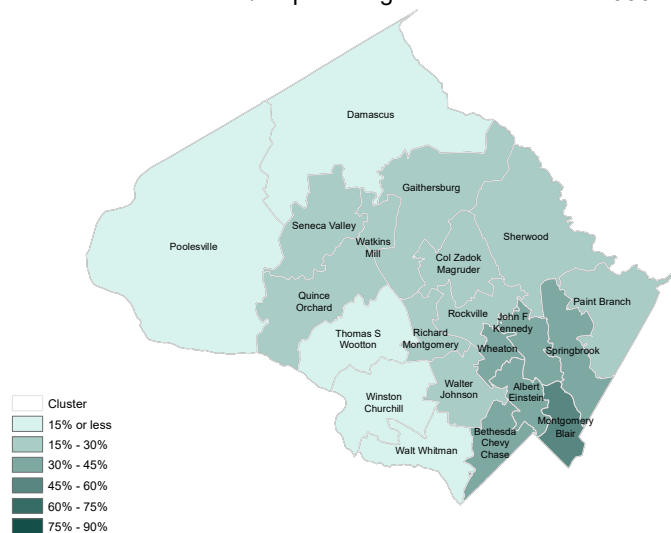 Damascus
Gaithersburg
Seneca Valley
Sherwood
Poolesville
Watkins
Mill
Col Zadok
Magruder
Quince
Orchard
Paint Branch
Rockville
John F
Kennedy
Thomas S
Wootton
Richard
Montgomery
Wheaton
Springbrook
Walter
Johnson
Albert
Einstein
Winston
Churchill
Montgomery
Blair
Bethesda
Chevy
Chase
Walt Whitman
Cluster
15% or less
15% - 30%
30% - 45%
45% - 60%
60% - 75%
75% - 90%